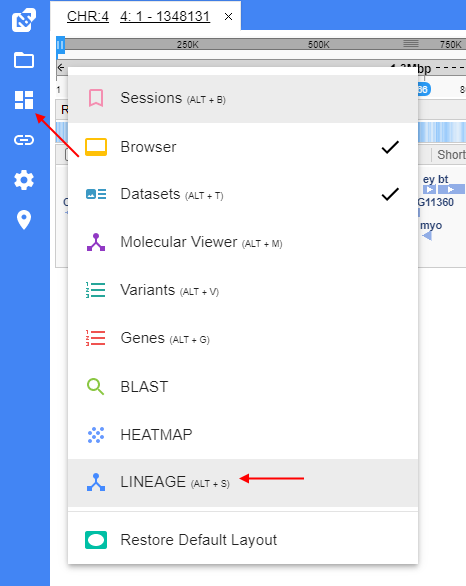 CHR:4 4: 1 - 1348131 ×
250K 500K 750K
1
Sessions (ALT + B)
Browser
Short
Datasets (ALT + T)
ey bt
G11360
myo
Molecular Viewer (ALT + M)
Variants (ALT + V)
Genes (ALT + G)
BLAST
HEATMAP
LINEAGE (ALT + S)
Restore Default Layout